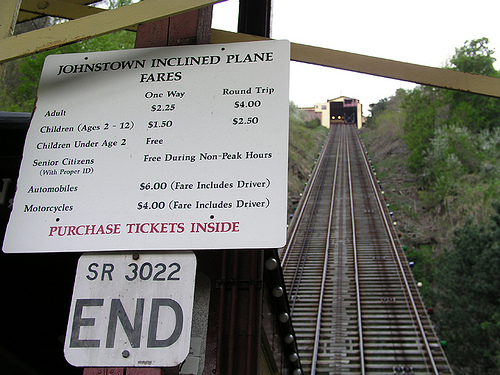 JOHNSTOWN INCLINED PLANE
FARES
One Way Round Trip
Adult $2.25 $4.00
Children (Ages 2 - 12) $1.50 $2.50
Children Under Age 2 Free
Senior Citizens Free During Non-Peak Hours
(With Proper ID)
Automobiles $6.00 (Fare Includes Driver)
Motorcycles $4.00 (Fare Includes Driver)
PURCHASE TICKETS INSIDE
SR 3022
END